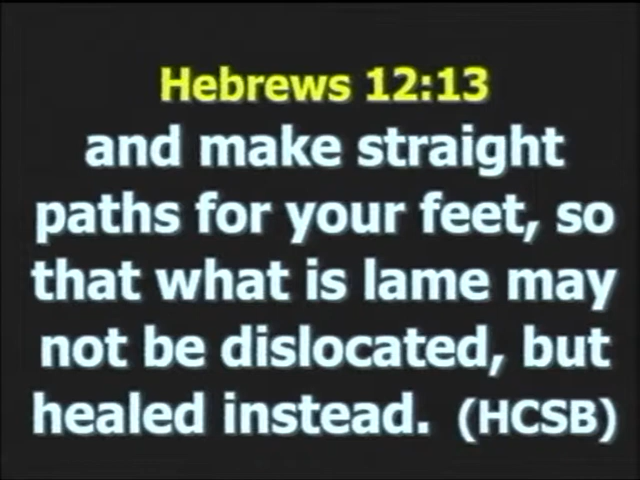 Hebrews 12:13
and make straight
paths for your feet, so
that what is lame may
not be dislocated, but
healed instead. (HCSB)